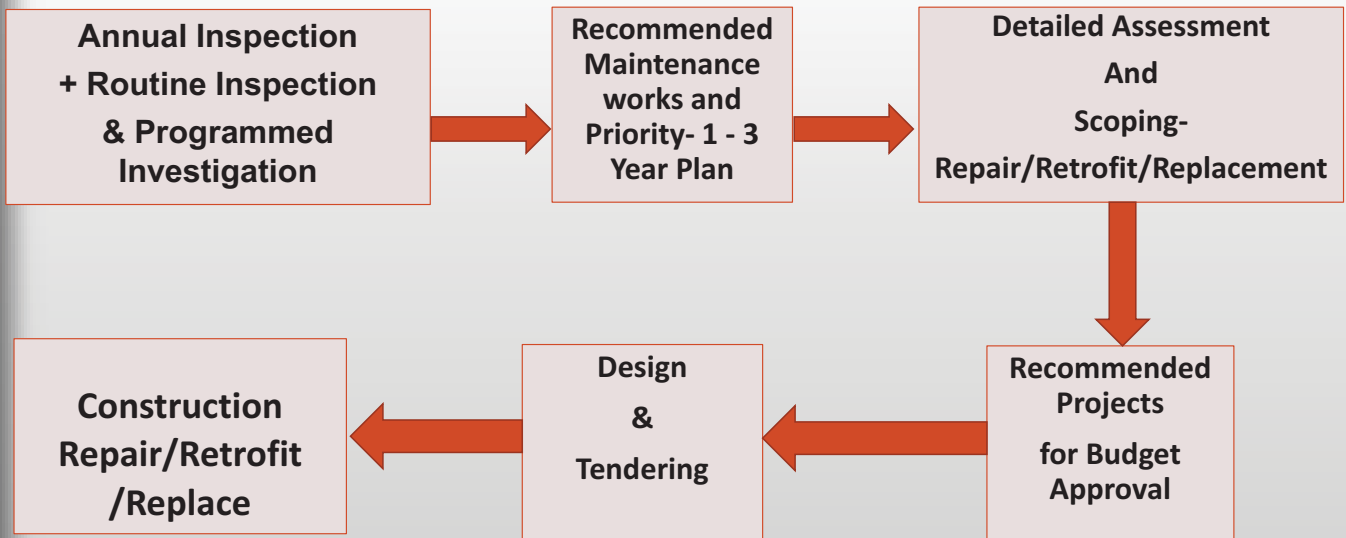 Annual Inspection
+ Routine Inspection
& Programmed
Investigation
Recommended
Maintenance
works and
Priority- 1 - 3
Year Plan
Detailed Assessment
And
Scoping-
Repair/Retrofit/Replacement
Recommended
Projects
for Budget
Approval
Design
&
Tendering
Construction
Repair/Retrofit
/Replace